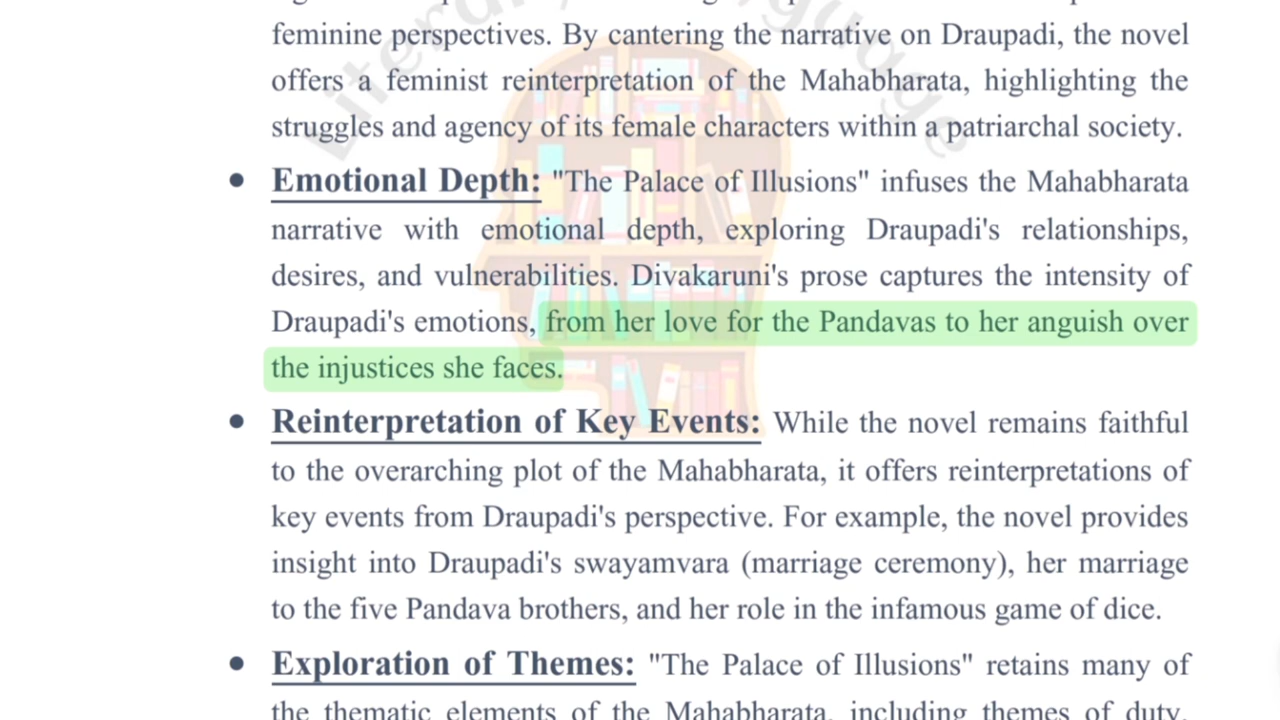 feminine perspectives. By cantering the narrative on Draupadi, the novel
offers a feminist reinterpretation of the Mahabharata, highlighting the
struggles and agency of its female characters within a patriarchal society.
• Emotional Depth: "The Palace of Illusions" infuses the Mahabharata
narrative with emotional depth, exploring Draupadi's relationships,
desires, and vulnerabilities. Divakaruni's prose captures the intensity of
Draupadi's emotions, from her love for the Pandavas to her anguish over
the injustices she faces.
• Reinterpretation of Key Events: While the novel remains faithful
to the overarching plot of the Mahabharata, it offers reinterpretations of
key events from Draupadi's perspective. For example, the novel provides
insight into Draupadi's swayamvara (marriage ceremony), her marriage
to the five Pandava brothers, and her role in the infamous game of dice.
• Exploration of Themes: "The Palace of Illusions" retains many of
the thematic elements of the Mahabharata, including themes of duty,